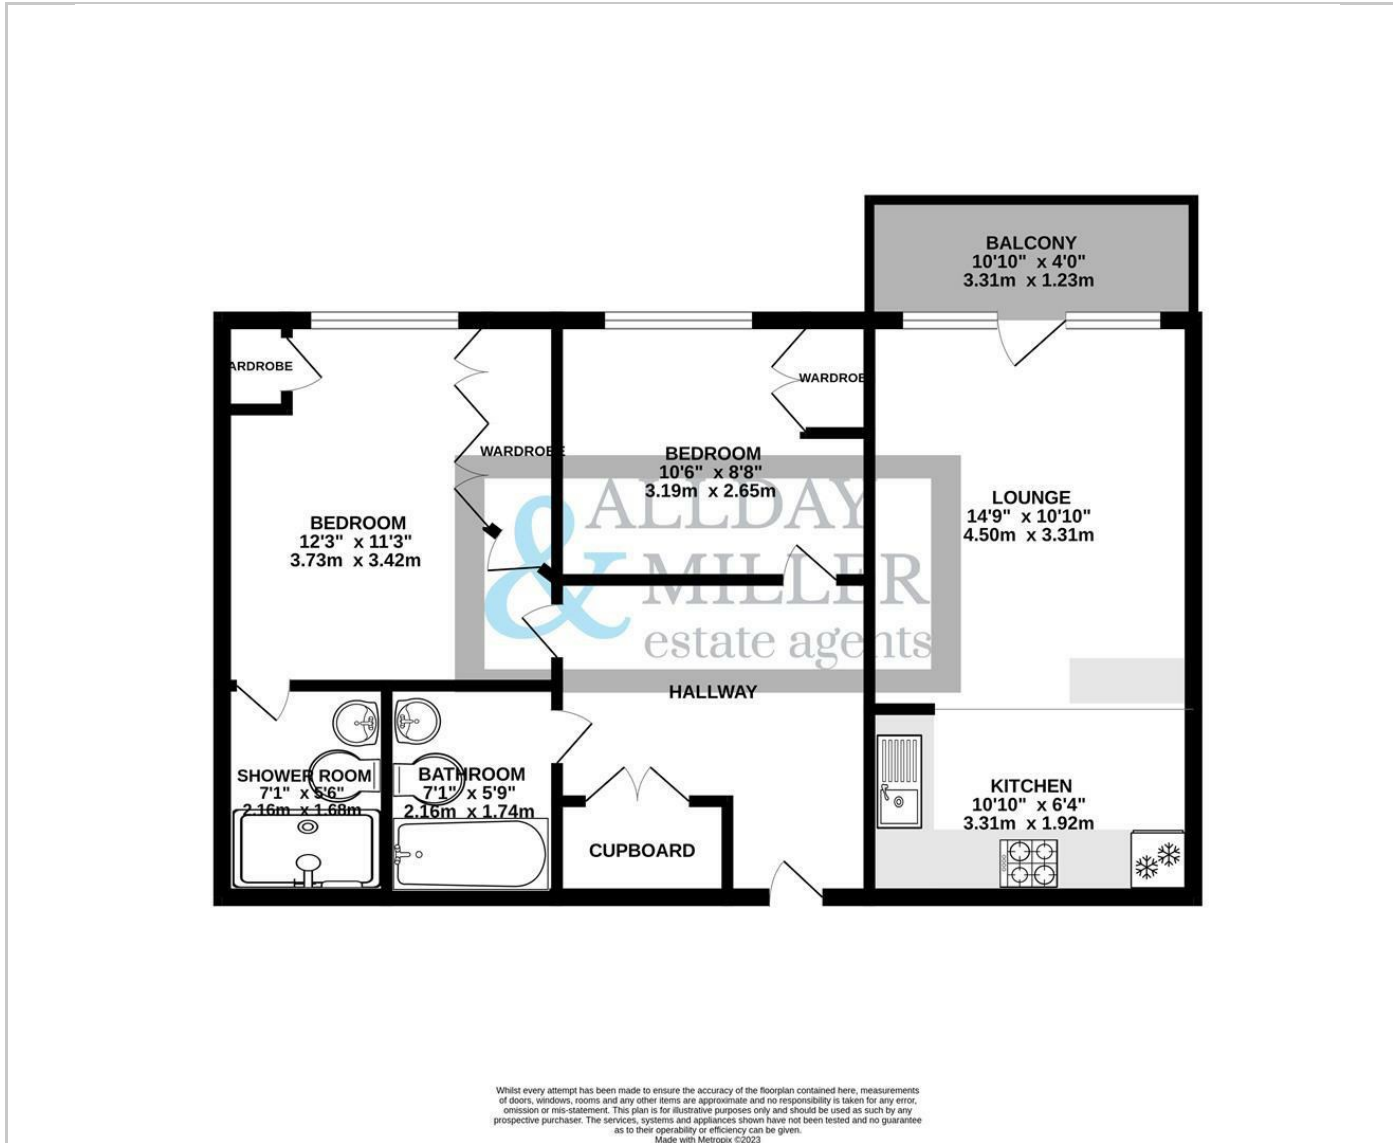 BALCONY
10'10" x 4'0"
3.31m x 1.23m
ARDROBE
WARDROBE
WARDROBE
BEDROOM
12'3" x 11'3"
3.73m x 3.42m
BEDROOM
10'6" x 8'8"
3.19m x 2.65m
LOUNGE
14'9" x 10'10"
4.50m x 3.31m
ALLDAY
& MILLER
estate agents
HALLWAY
SHOWER ROOM
7'1" x 5'6"
2.16m x 1.68m
BATHROOM
7'1" x 5'9"
2.16m x 1.74m
CUPBOARD
KITCHEN
10'10" x 6'4"
3.31m x 1.92m
Whilst every attempt has been made to ensure the accuracy of the floorplan contained here, measurements
of doors, windows, rooms and any other items are approximate and no responsibility is taken for any error,
omission or mis-statement. This plan is for illustrative purposes only and should be used as such by any
prospective purchaser. The services, systems and appliances shown have not been tested and no guarantee
as to their operability or efficiency can be given.
Made with Metropix ©2023